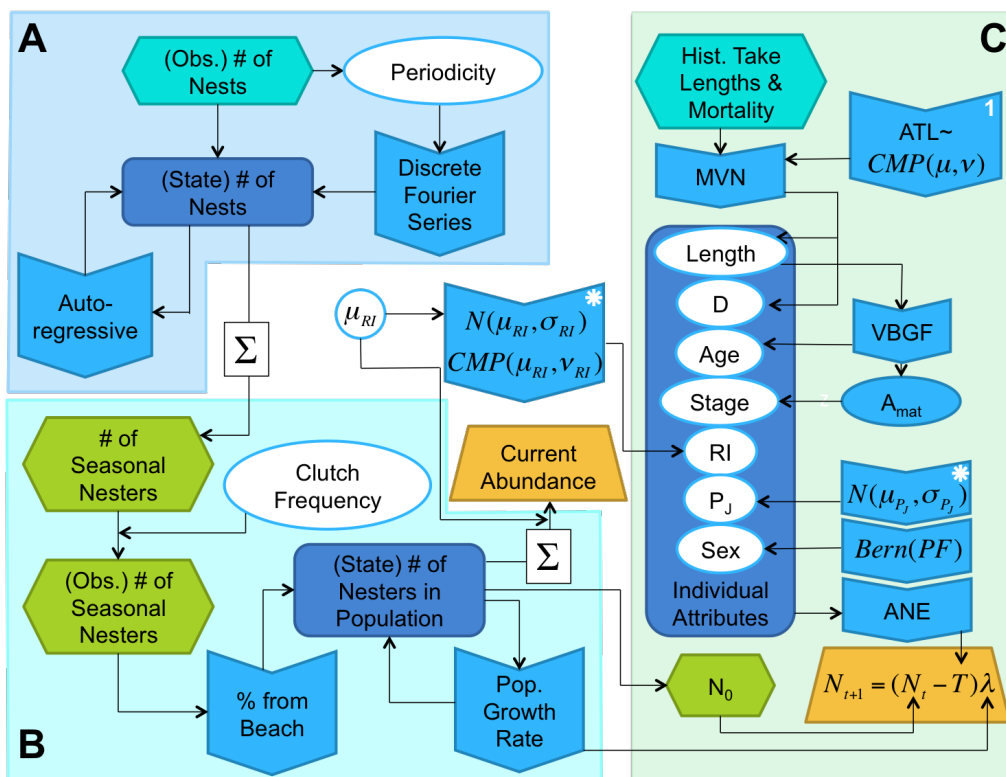 A
(Obs.) # of
Nests
Periodicity
(State) # of
Nests
Discrete
Fourier
Series
Auto-
regressive
Σ
μ_RI
*
N(μ_RI, σ_RI)
CMP(μ_RI, ν_RI)
# of
Seasonal
Nesters
Clutch
Frequency
Current
Abundance
Σ
(Obs.) # of
Seasonal
Nesters
(State) # of
Nesters in
Population
% from
Beach
Pop.
Growth
Rate
B
C
Hist. Take
Lengths &
Mortality
1
ATL~
CMP(μ, ν)
MVN
Length
D
Age
VBGF
Stage
2
A_mat
RI
P_J
*
N(μ_P_J, σ_P_J)
Sex
Bern(PF)
Individual
Attributes
ANE
N_0
N_t+1 = (N_t − T)λ